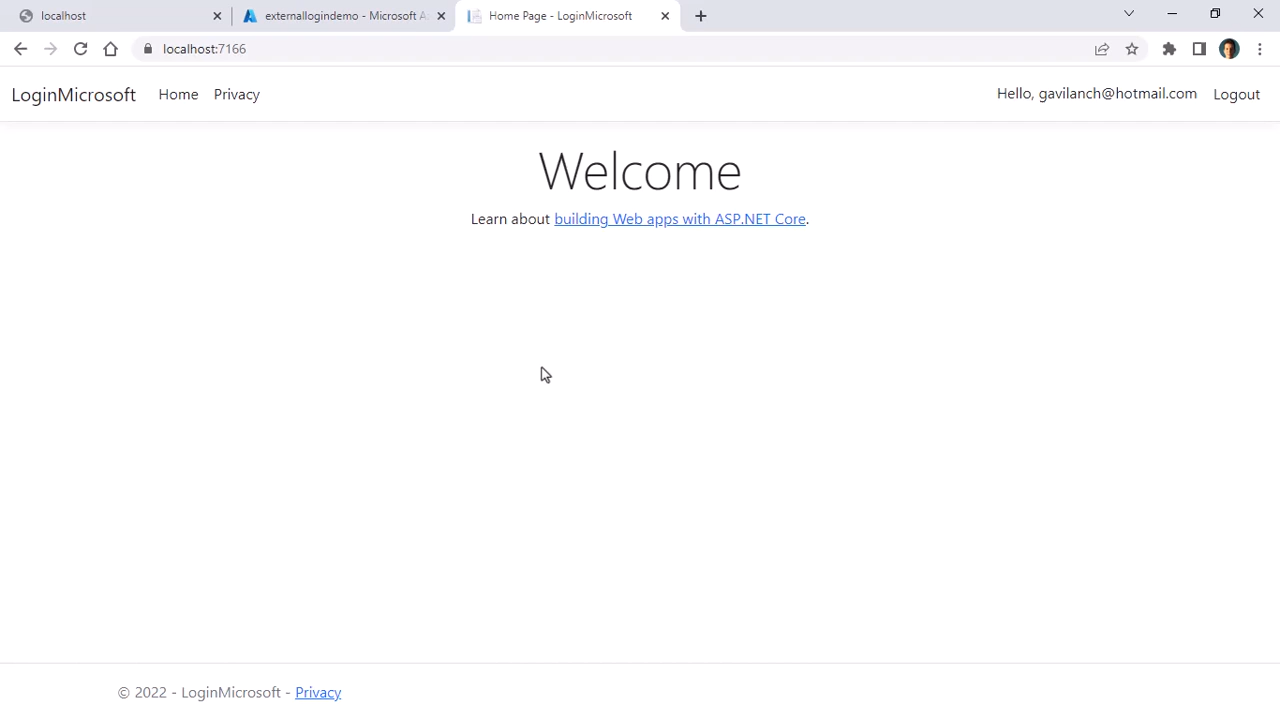 localhost
externallogindemo - Microsoft A
Home Page - LoginMicrosoft
localhost:7166
LoginMicrosoft Home Privacy Hello, gavilanch@hotmail.com Logout
Welcome
Learn about building Web apps with ASP.NET Core.
© 2022 - LoginMicrosoft - Privacy